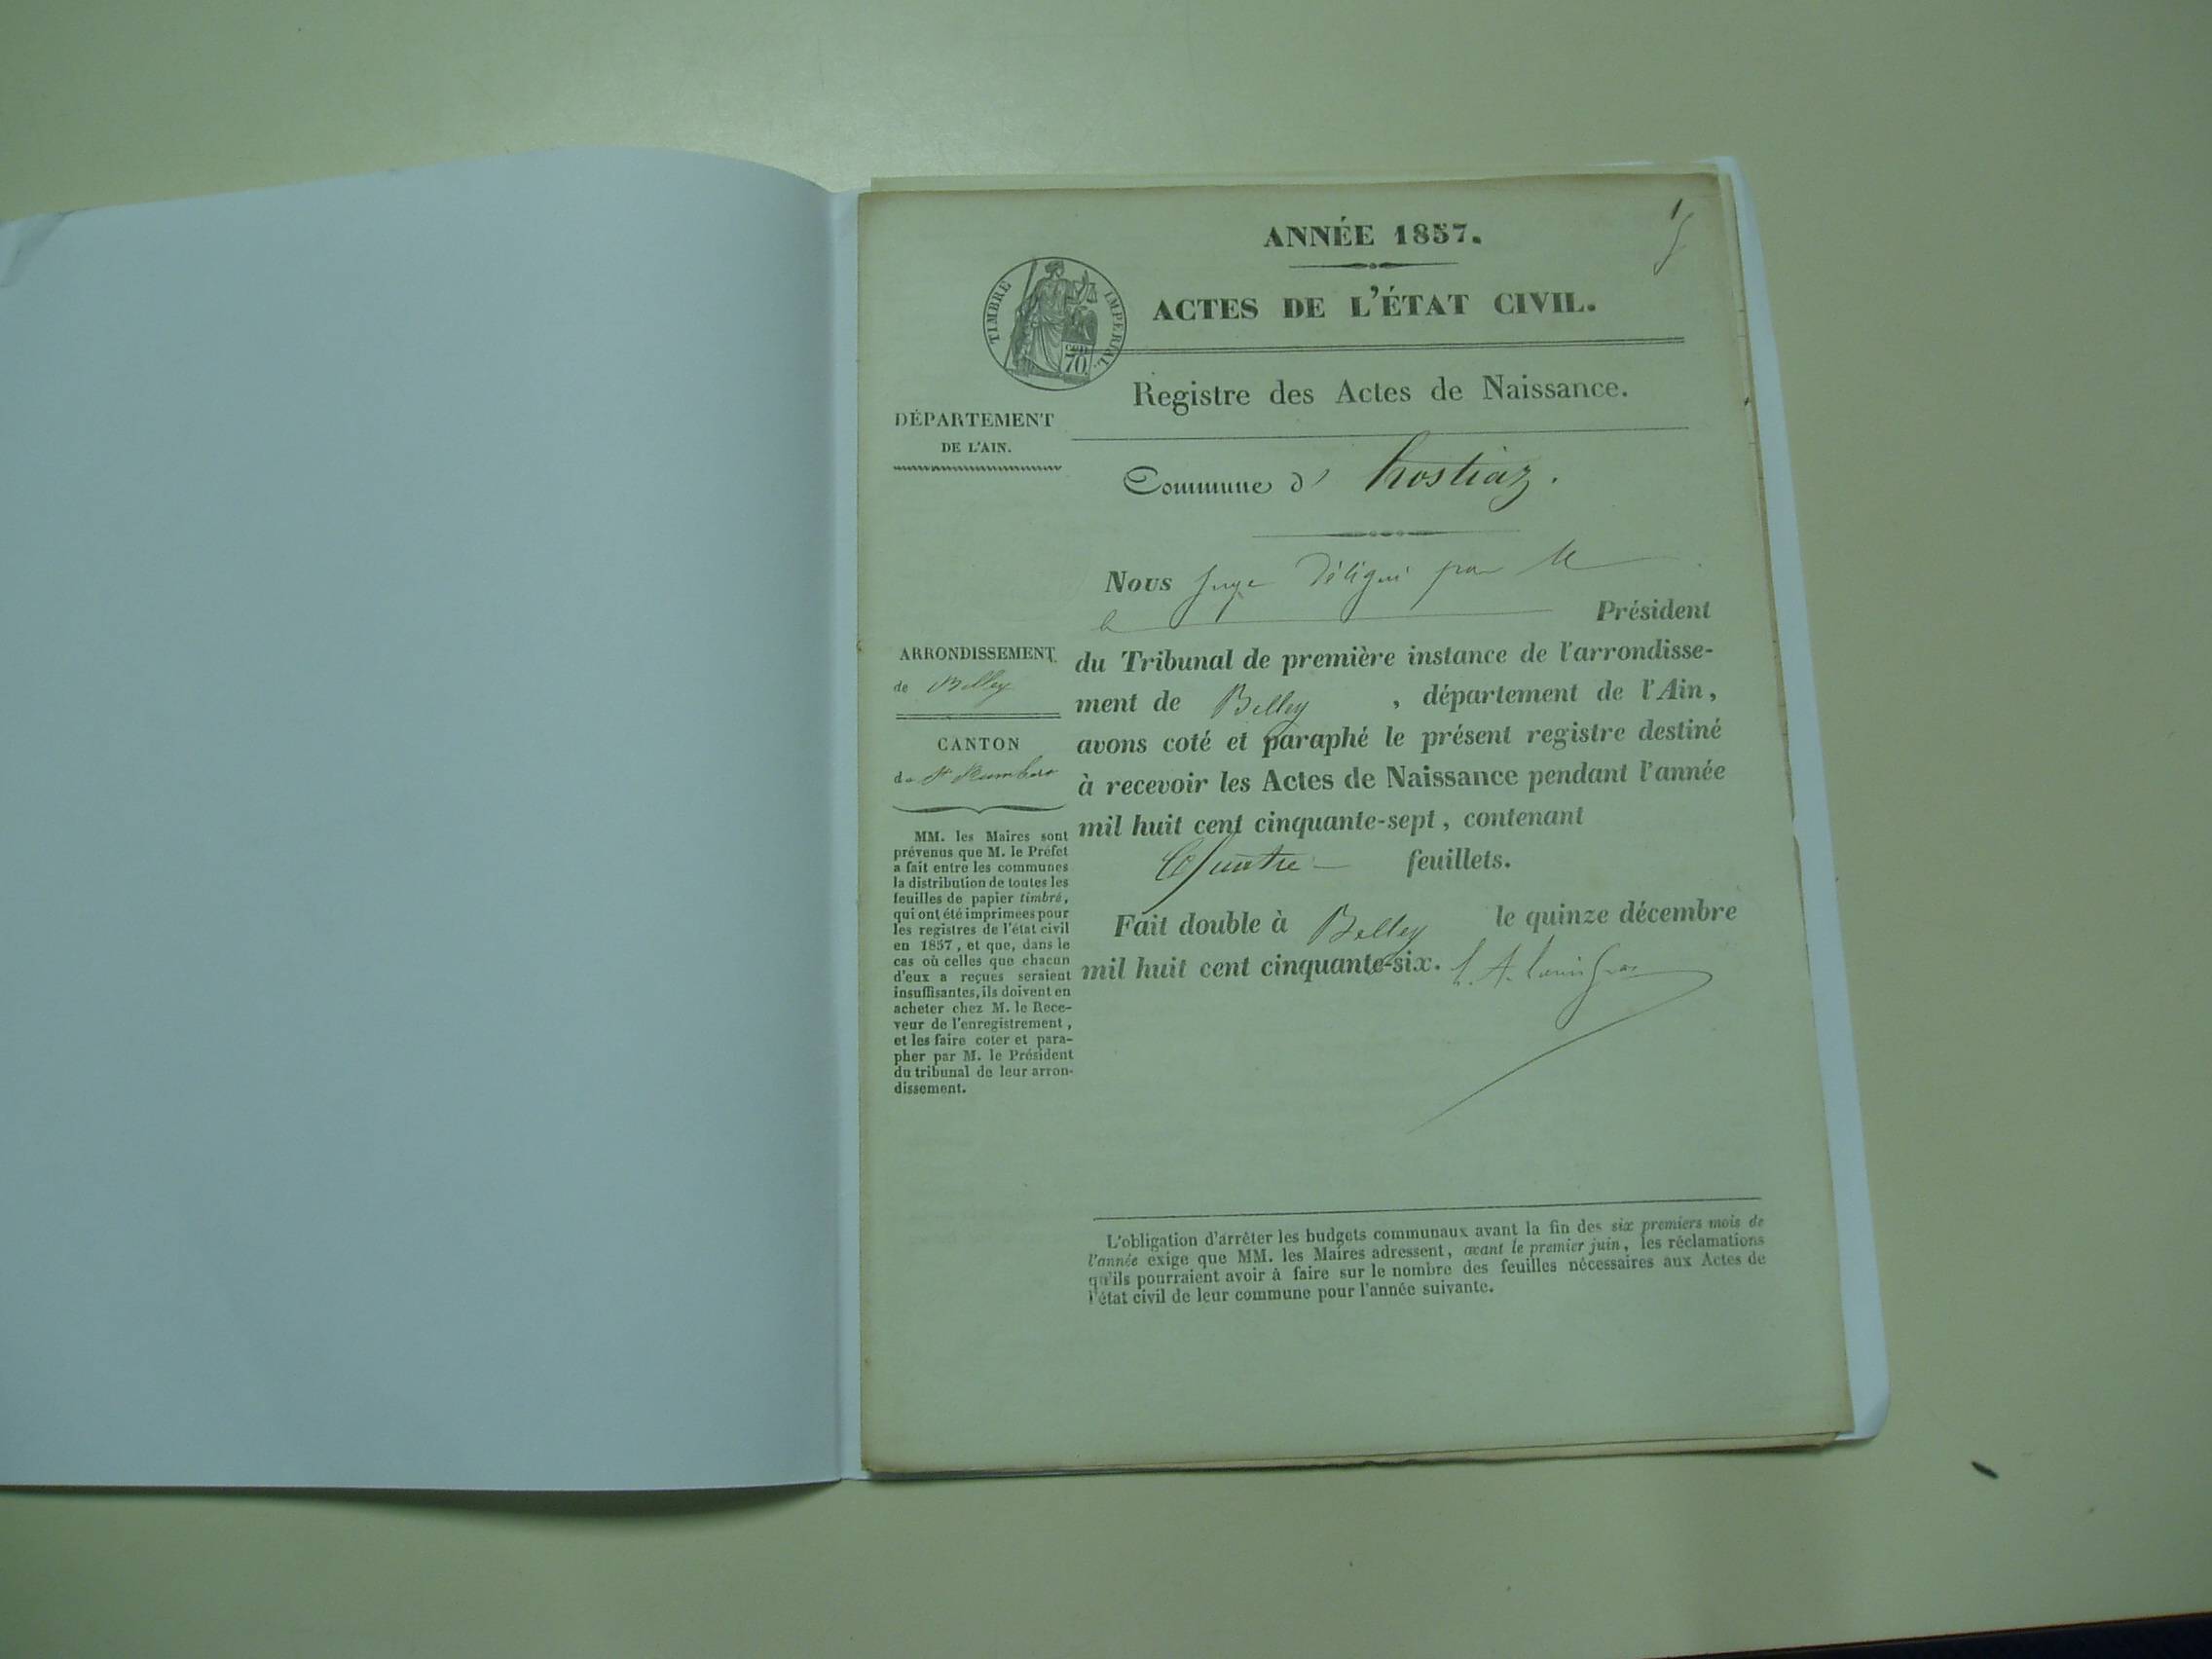 1
ANNÉE 1857.
TIMBRE IMPERIAL.
70.
ACTES DE L'ÉTAT CIVIL.
Registre des Actes de Naissance.
DÉPARTEMENT
DE L'AIN.
Commune d' hostiaz.
Nous Juge Délégué par M
le Président
du Tribunal de première instance de l'arrondisse-
ment de Belley, département de l'Ain,
avons coté et paraphé le présent registre destiné
à recevoir les Actes de Naissance pendant l'année
mil huit cent cinquante-sept, contenant
Quatre feuillets.
Fait double à Belley le quinze décembre
mil huit cent cinquante-six.
ARRONDISSEMENT
de Belley
CANTON
de St Rambert
MM. les Maires sont
prévenus que M. le Préfet
a fait entre les communes
la distribution de toutes les
feuilles de papier timbré,
qui ont été imprimées pour
les registres de l'état civil
en 1857, et que, dans le
cas où celles que chacun
d'eux a reçues seraient
insuffisantes, ils doivent en
acheter chez M. le Rece-
veur de l'enregistrement,
et les faire coter et para-
pher par M. le Président
du tribunal de leur arron-
dissement.
L'obligation d'arrêter les budgets communaux avant la fin des six premiers mois de
l'année exige que MM. les Maires adressent, avant le premier juin, les réclamations
qu'ils pourraient avoir à faire sur le nombre des feuilles nécessaires aux Actes de
l'état civil de leur commune pour l'année suivante.